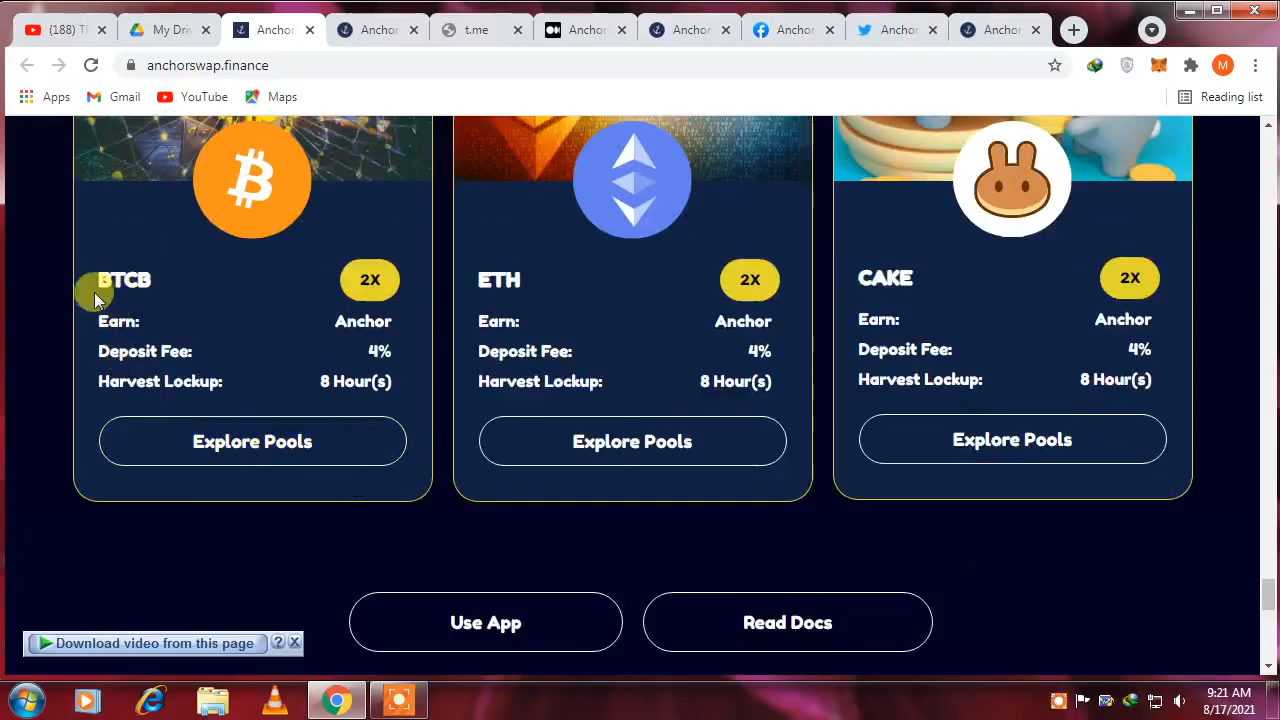 (188) Ti
My Driv
Anchor
Anchor
t.me
Anchor
Anchor
Anchor
Anchor
Anchor
anchorswap.finance
M
Apps
Gmail
YouTube
Maps
Reading list
BTCB
2X
Earn:
Anchor
Deposit Fee:
4%
Harvest Lockup:
8 Hour(s)
Explore Pools
ETH
2X
Earn:
Anchor
Deposit Fee:
4%
Harvest Lockup:
8 Hour(s)
Explore Pools
CAKE
2X
Earn:
Anchor
Deposit Fee:
4%
Harvest Lockup:
8 Hour(s)
Explore Pools
Use App
Read Docs
Download video from this page
?
9:21 AM
8/17/2021